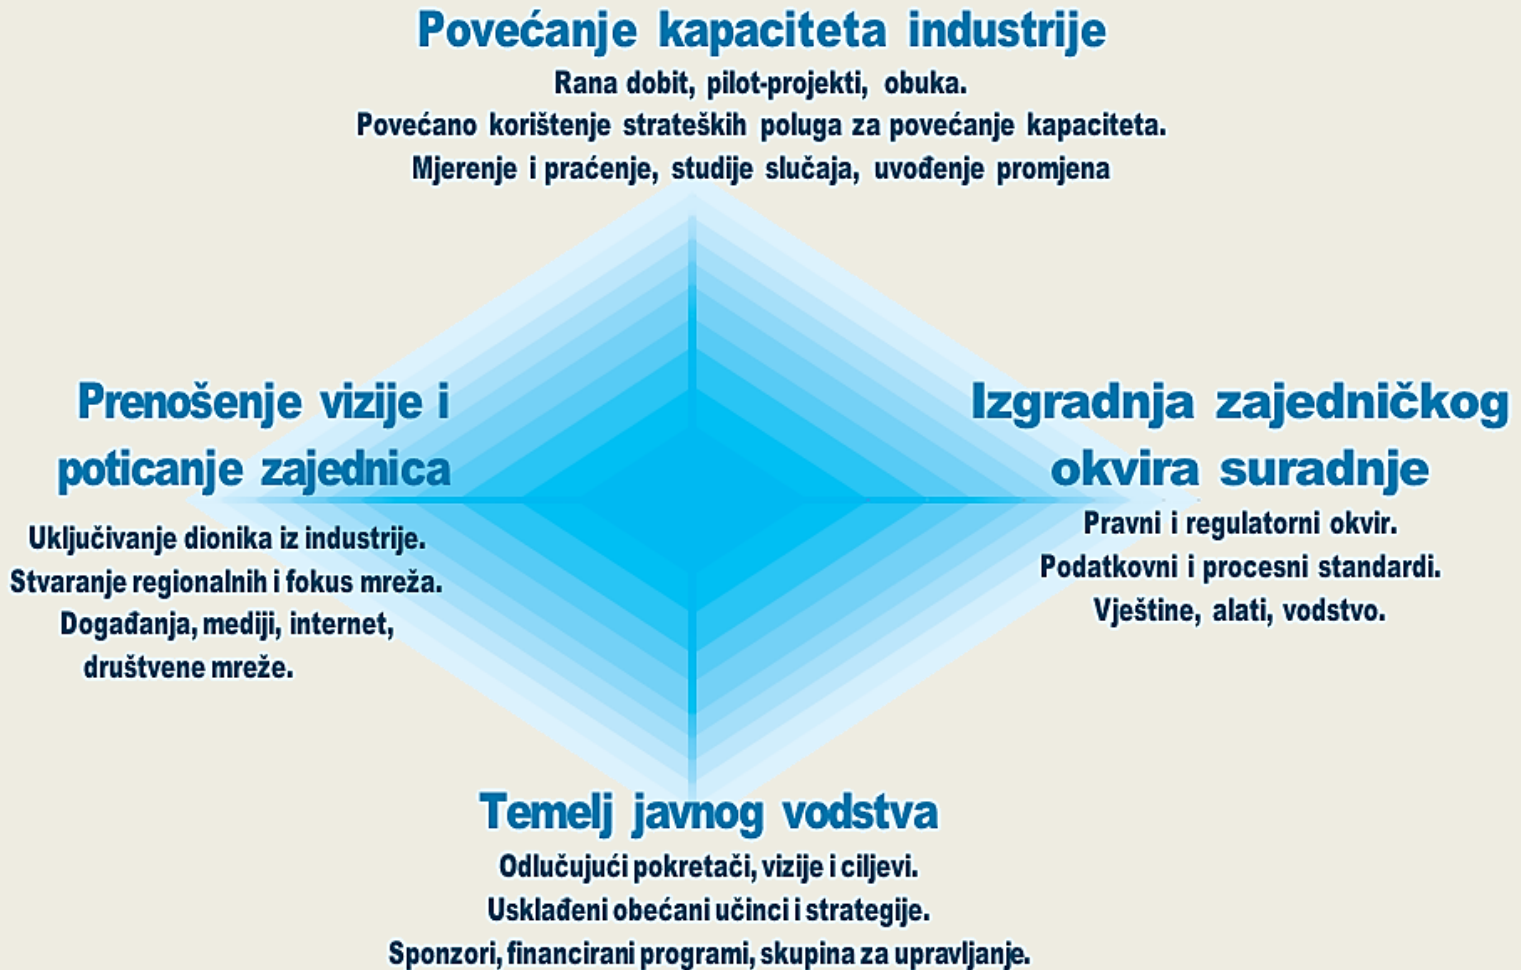 Povećanje kapaciteta industrije
Rana dobit, pilot-projekti, obuka.
Povećano korištenje strateških poluga za povećanje kapaciteta.
Mjerenje i praćenje, studije slučaja, uvođenje promjena
Prenošenje vizije i
poticanje zajednica
Uključivanje dionika iz industrije.
Stvaranje regionalnih i fokus mreža.
Događanja, mediji, internet,
društvene mreže.
Izgradnja zajedničkog
okvira suradnje
Pravni i regulatorni okvir.
Podatkovni i procesni standardi.
Vještine, alati, vodstvo.
Temelj javnog vodstva
Odlučujući pokretači, vizije i ciljevi.
Usklađeni obećani učinci i strategije.
Sponzori, financirani programi, skupina za upravljanje.